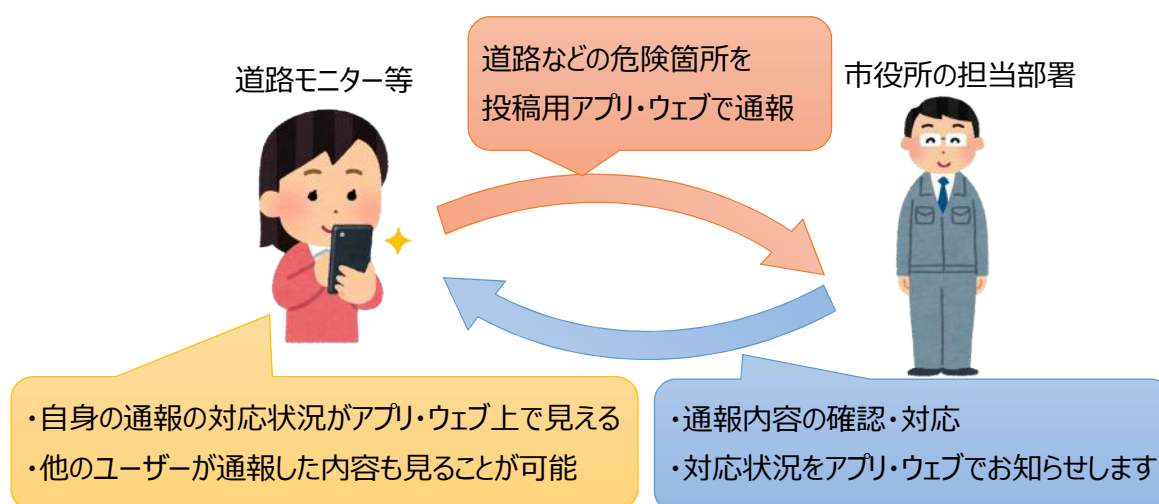 道路などの危険箇所を
投稿用アプリ・ウェブで通報
道路モニター等
市役所の担当部署
・自身の通報の対応状況がアプリ・ウェブ上で見える
・他のユーザーが通報した内容も見ることが可能
・通報内容の確認・対応
・対応状況をアプリ・ウェブでお知らせします